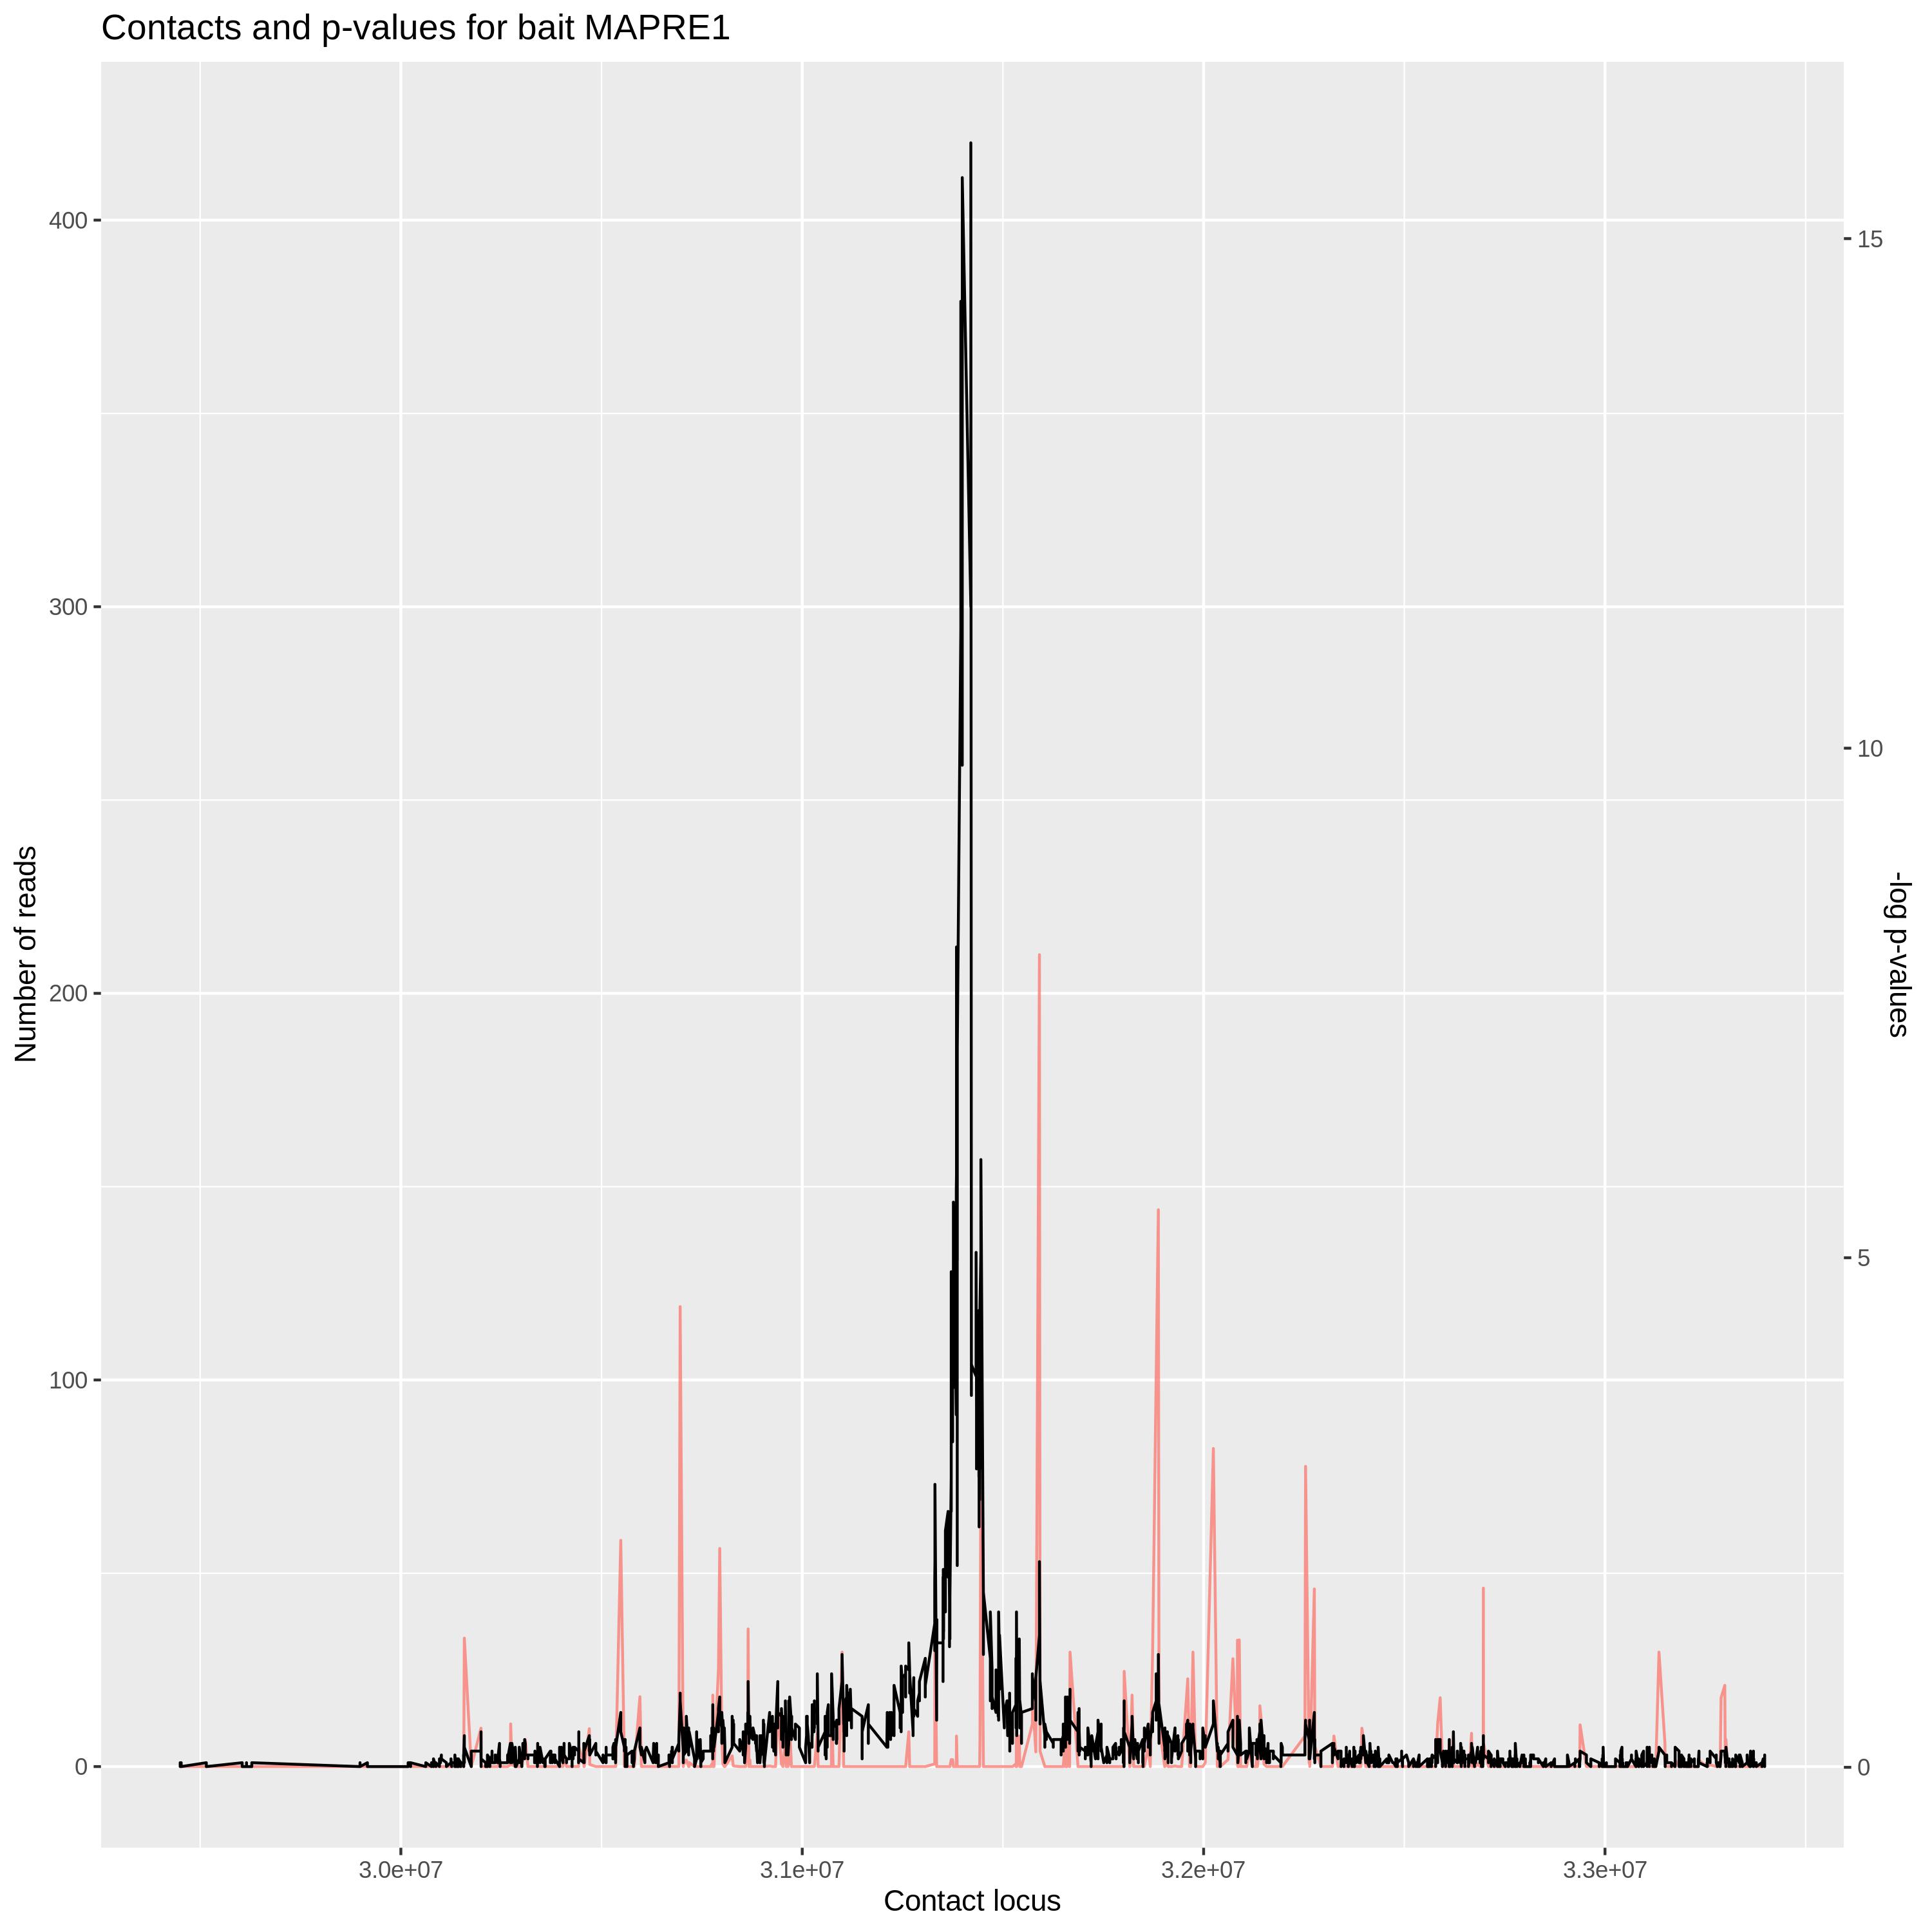 Contacts and p-values for bait MAPRE1
400
300
200
100
0
15
10
5
0
Number of reads
-log p-values
3.0e+07
3.1e+07
3.2e+07
3.3e+07
Contact locus